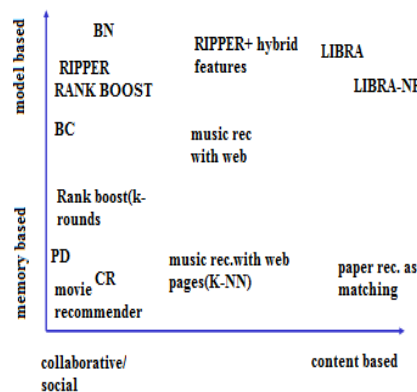 model based
memory based
BN
RIPPER
RANK BOOST
RIPPER+ hybrid
features
LIBRA
LIBRA-NR
BC
music rec
with web
Rank boost(k-
rounds
PD
CR
movie
recommender
music rec.with web
pages(K-NN)
paper rec. as
matching
collaborative/
social
content based